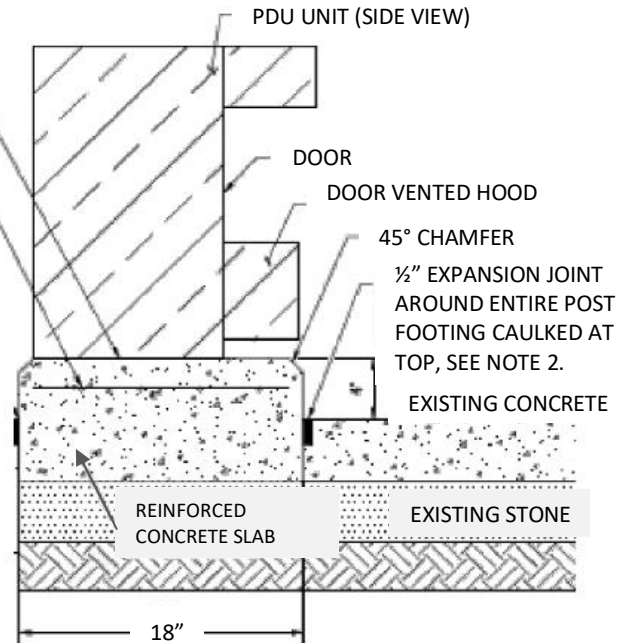 PDU UNIT (SIDE VIEW)
DOOR
DOOR VENTED HOOD
45° CHAMFER
½” EXPANSION JOINT
AROUND ENTIRE POST
FOOTING CAULKED AT
TOP, SEE NOTE 2.
4"
EXISTING CONCRETE
REINFORCED
CONCRETE SLAB
EXISTING STONE
18”